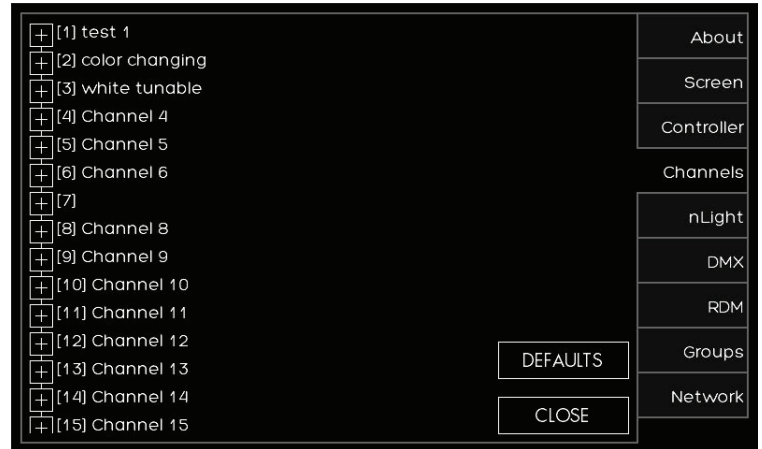 [1] test 1
[2] color changing
[3] white tunable
[4] Channel 4
[5] Channel 5
[6] Channel 6
[7]
[8] Channel 8
[9] Channel 9
[10] Channel 10
[11] Channel 11
[12] Channel 12
[13] Channel 13
[14] Channel 14
[15] Channel 15
DEFAULTS
CLOSE
About
Screen
Controller
Channels
nLight
DMX
RDM
Groups
Network